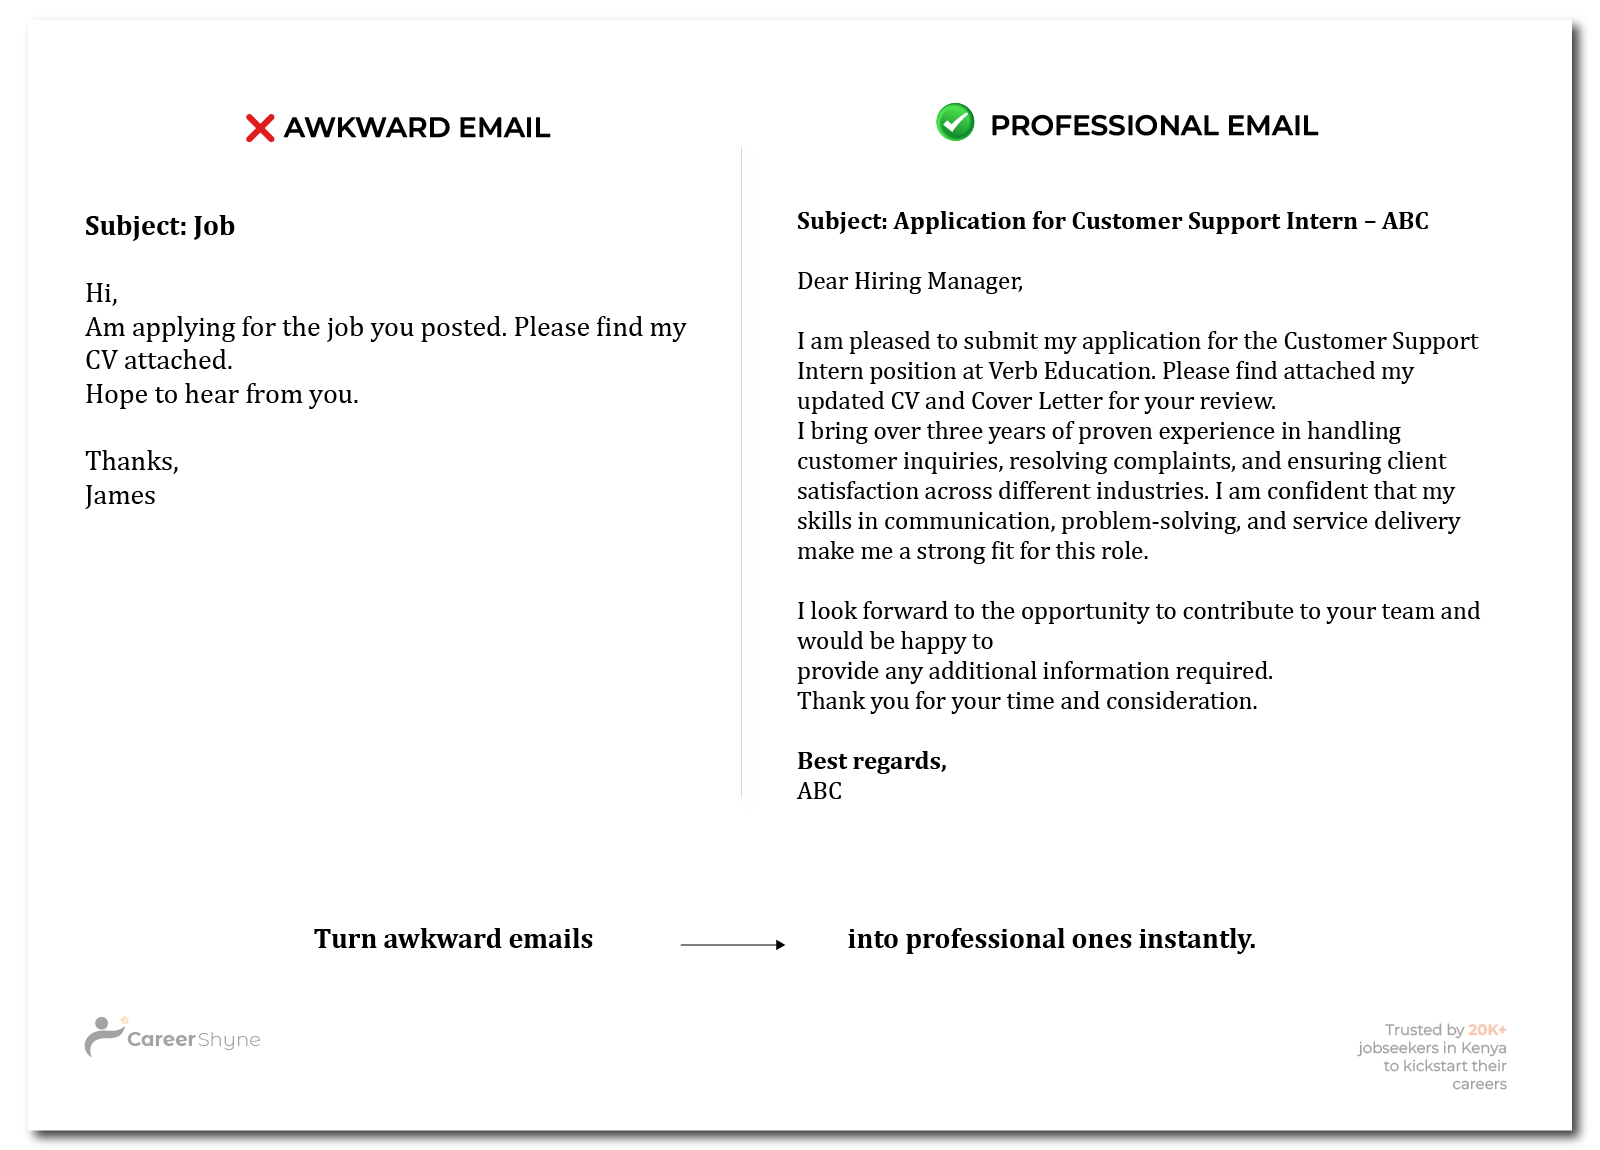 AWKWARD EMAIL
Subject: Job
Hi,
Am applying for the job you posted. Please find my
CV attached.
Hope to hear from you.
Thanks,
James
PROFESSIONAL EMAIL
Subject: Application for Customer Support Intern – ABC
Dear Hiring Manager,
I am pleased to submit my application for the Customer Support
Intern position at Verb Education. Please find attached my
updated CV and Cover Letter for your review.
I bring over three years of proven experience in handling
customer inquiries, resolving complaints, and ensuring client
satisfaction across different industries. I am confident that my
skills in communication, problem-solving, and service delivery
make me a strong fit for this role.
I look forward to the opportunity to contribute to your team and
would be happy to
provide any additional information required.
Thank you for your time and consideration.
Best regards,
ABC
Turn awkward emails
into professional ones instantly.
CareerShyne
Trusted by 20K+
jobseekers in Kenya
to kickstart their
careers